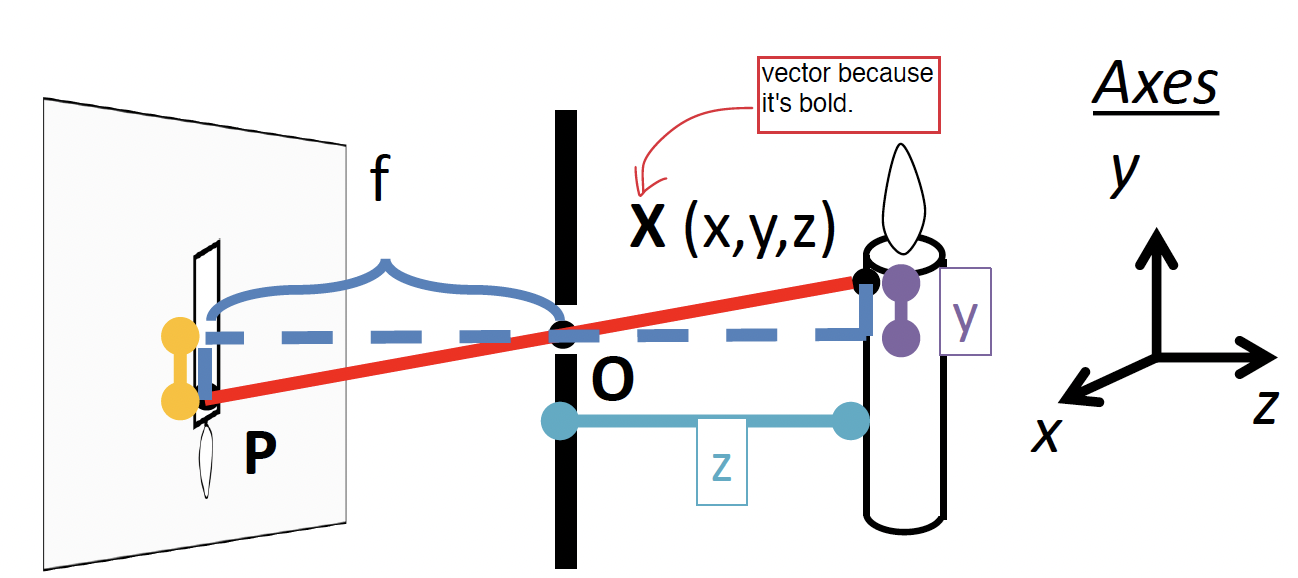 vector because
it's bold.
Axes
f
y
X (x,y,z)
y
O
x
z
P
z